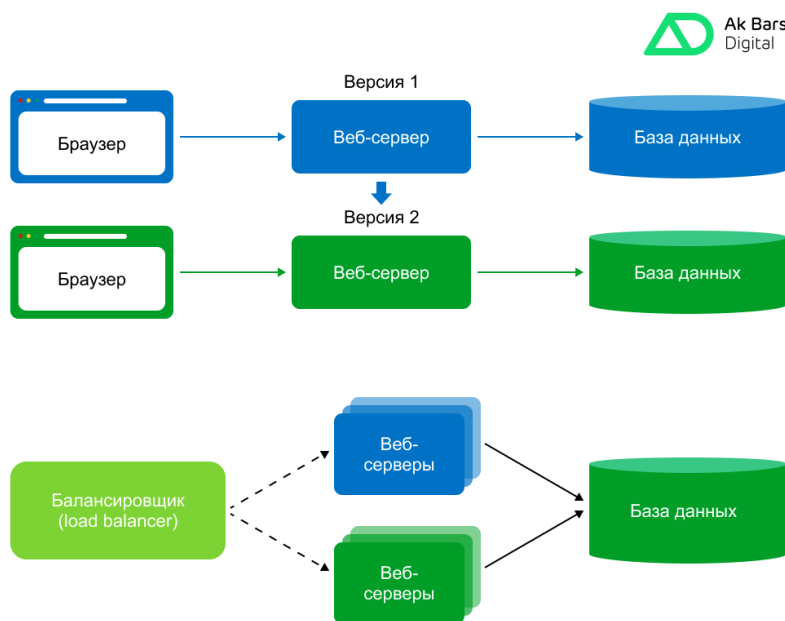 Ak Bars
Digital
Версия 1
Браузер
Веб-сервер
База данных
Версия 2
Браузер
Веб-сервер
База данных
Веб-
серверы
Балансировщик
(load balancer)
База данных
Веб-
серверы